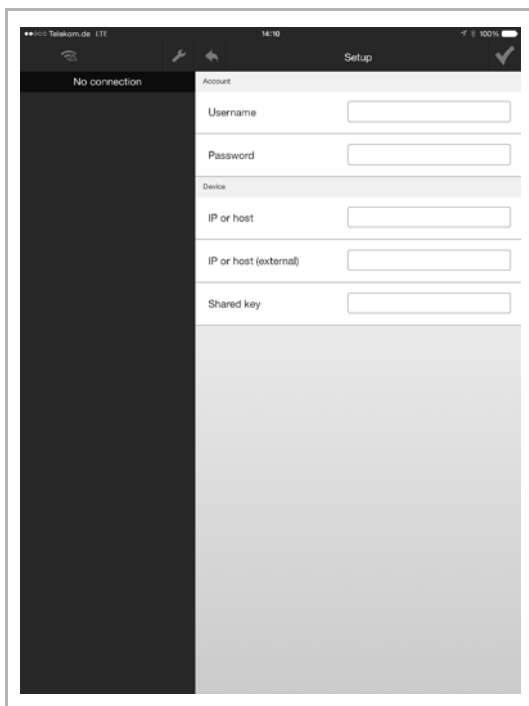 Telekom.de LTE 14:10 100%
Setup
No connection
Account
Username
Password
Device
IP or host
IP or host (external)
Shared key